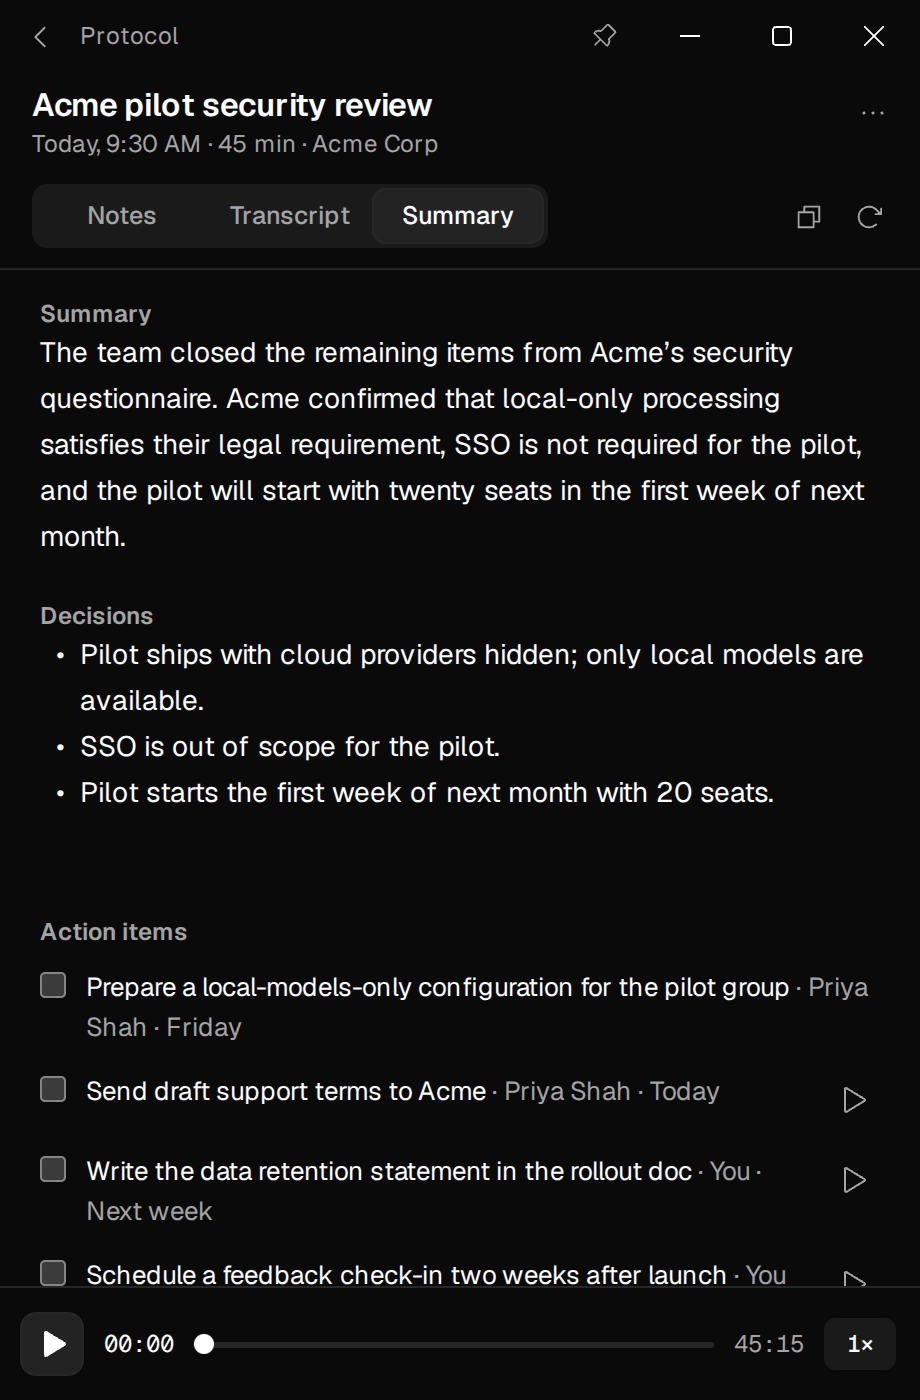 Protocol
Acme pilot security review
Today, 9:30 AM · 45 min · Acme Corp
Notes
Transcript
Summary
Summary
The team closed the remaining items from Acme’s security
questionnaire. Acme confirmed that local-only processing
satisfies their legal requirement, SSO is not required for the pilot,
and the pilot will start with twenty seats in the first week of next
month.
Decisions
• Pilot ships with cloud providers hidden; only local models are
available.
• SSO is out of scope for the pilot.
• Pilot starts the first week of next month with 20 seats.
Action items
Prepare a local-models-only configuration for the pilot group · Priya
Shah · Friday
Send draft support terms to Acme · Priya Shah · Today
Write the data retention statement in the rollout doc · You ·
Next week
Schedule a feedback check-in two weeks after launch · You
00:00
45:15
1×